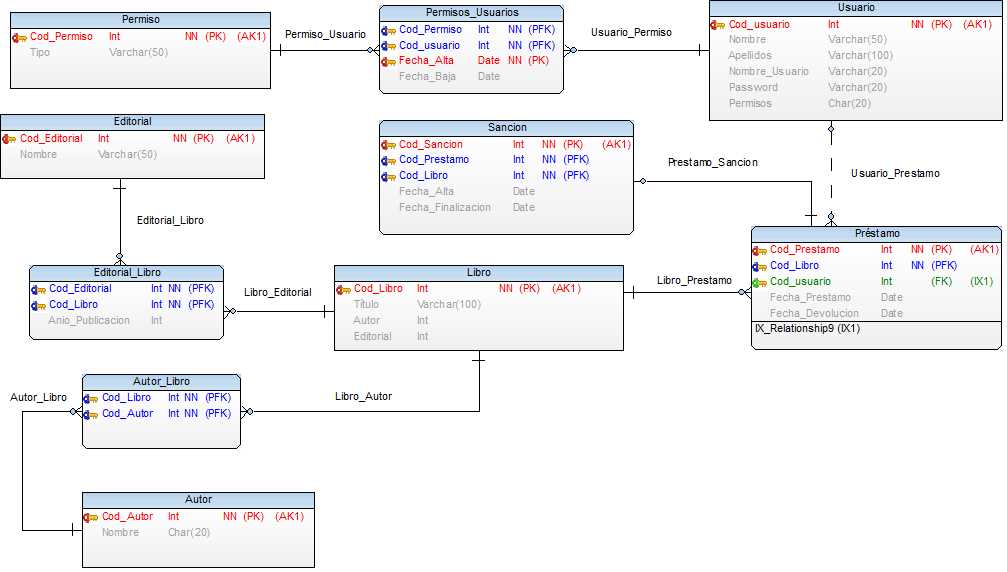 Permiso
Cod_Permiso Int NN (PK) (AK1)
Tipo Varchar(50)
Permiso_Usuario
Permisos_Usuarios
Cod_Permiso Int NN (PFK)
Cod_usuario Int NN (PFK)
Fecha_Alta Date NN (PK)
Fecha_Baja Date
Usuario_Permiso
Usuario
Cod_usuario Int NN (PK) (AK1)
Nombre Varchar(50)
Apellidos Varchar(100)
Nombre_Usuario Varchar(20)
Password Varchar(20)
Permisos Char(20)
Editorial
Cod_Editorial Int NN (PK) (AK1)
Nombre Varchar(50)
Sancion
Cod_Sancion Int NN (PK) (AK1)
Cod_Prestamo Int NN (PFK)
Cod_Libro Int NN (PFK)
Fecha_Alta Date
Fecha_Finalizacion Date
Prestamo_Sancion
Usuario_Prestamo
Editorial_Libro
Préstamo
Cod_Prestamo Int NN (PK) (AK1)
Cod_Libro Int NN (PFK)
Cod_usuario Int (FK) (IX1)
Fecha_Prestamo Date
Fecha_Devolucion Date
IX_Relationship9 (IX1)
Editorial_Libro
Cod_Editorial Int NN (PFK)
Cod_Libro Int NN (PFK)
Anio_Publicacion Int
Libro_Editorial
Libro
Cod_Libro Int NN (PK) (AK1)
Título Varchar(100)
Autor Int
Editorial Int
Libro_Prestamo
Autor_Libro
Autor_Libro
Cod_Libro Int NN (PFK)
Cod_Autor Int NN (PFK)
Libro_Autor
Autor
Cod_Autor Int NN (PK) (AK1)
Nombre Char(20)